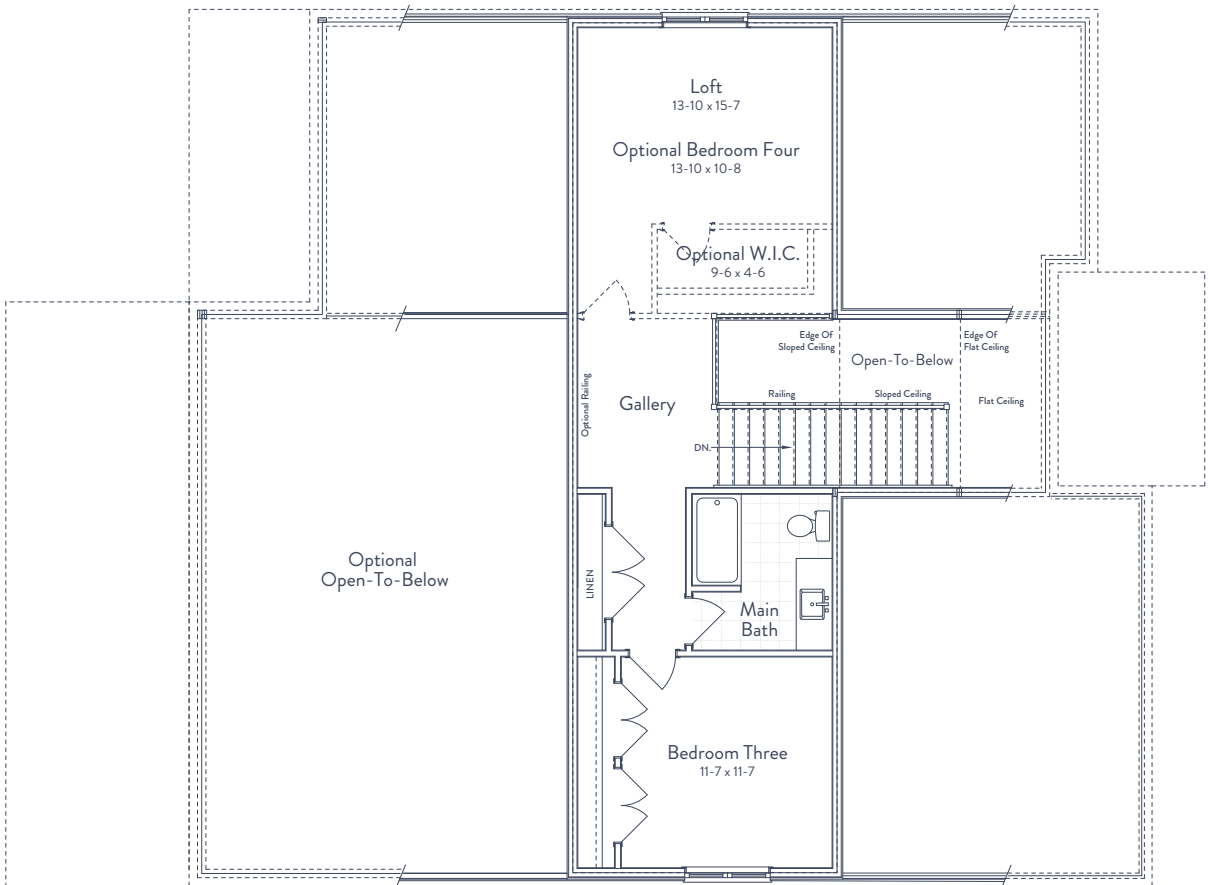 Loft
13-10 x 15-7
Optional Bedroom Four
13-10 x 10-8
Optional W.I.C.
9-6 x 4-6
Edge Of
Sloped Ceiling
Open-To-Below
Edge Of
Flat Ceiling
Optional Railing
Gallery
Railing
Sloped Ceiling
Flat Ceiling
DN.
Optional
Open-To-Below
LINEN
Main
Bath
Bedroom Three
11-7 x 11-7